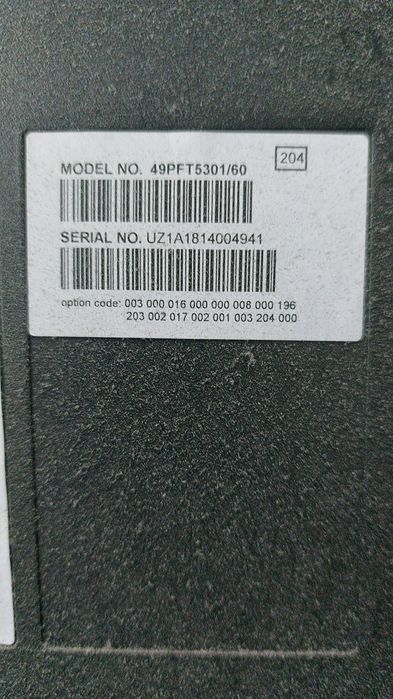 204
MODEL NO. 49PFT5301/60
SERIAL NO. UZ1A1814004941
option code: 003 000 016 000 000 008 000 196
203 002 017 002 001 003 204 000